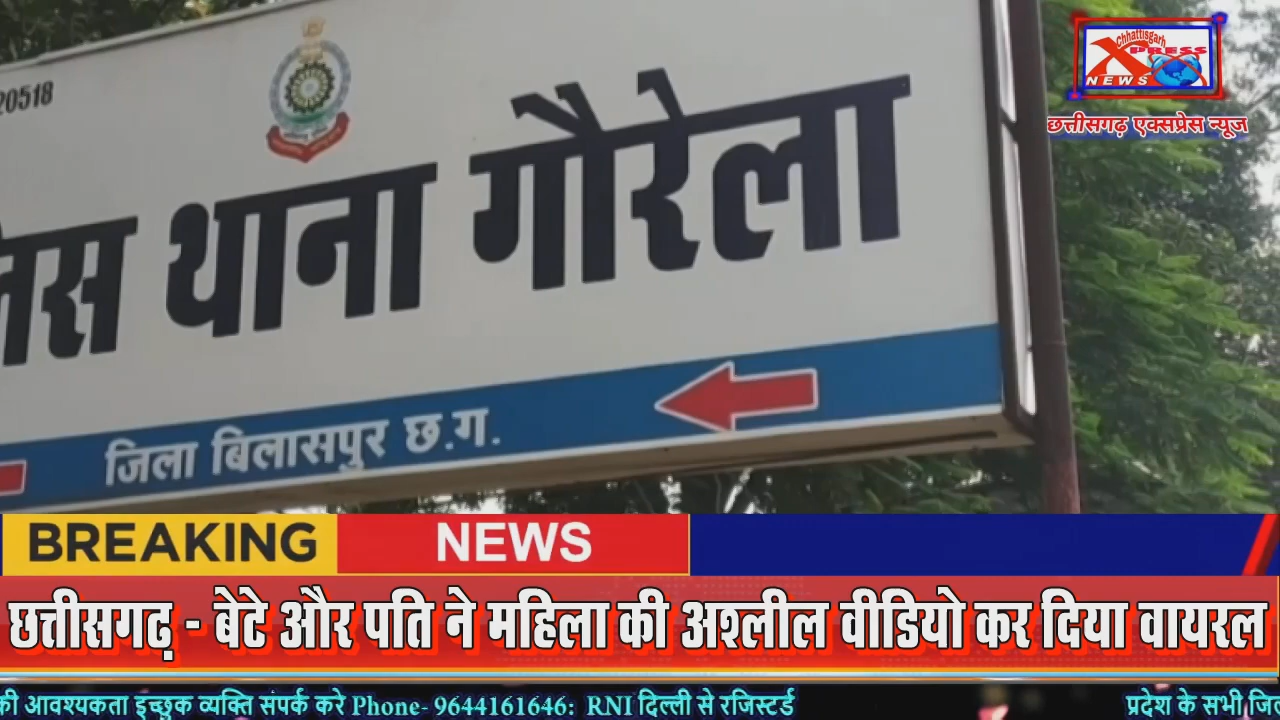 20518
Chhattisgarh
XPRESS
NEWS
छत्तीसगढ़ एक्सप्रेस न्यूज
थाना गौरेला
जिला बिलासपुर छ.ग.
BREAKING NEWS
छत्तीसगढ़ - बेटे और पति ने महिला की अश्लील वीडियो कर दिया वायरल
की आवश्यकता इच्छुक व्यक्ति संपर्क करे Phone- 9644161646: RNI दिल्ली से रजिस्टर्ड प्रदेश के सभी